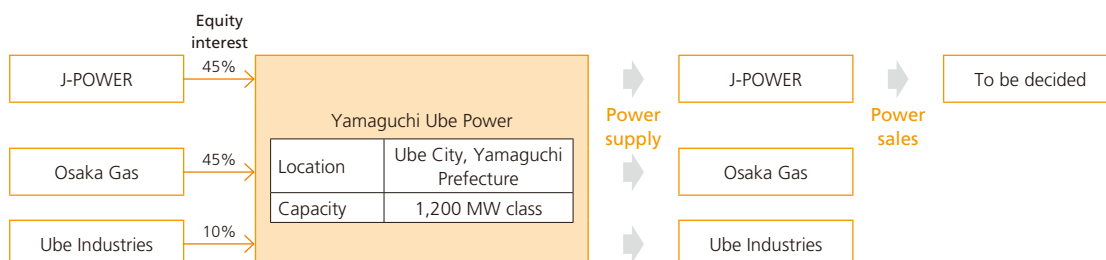 Equity
interest
J-POWER
45%
Osaka Gas
45%
Ube Industries
10%
Yamaguchi Ube Power
Location
Ube City, Yamaguchi
Prefecture
Capacity
1,200 MW class
Power
supply
J-POWER
Osaka Gas
Ube Industries
Power
sales
To be decided